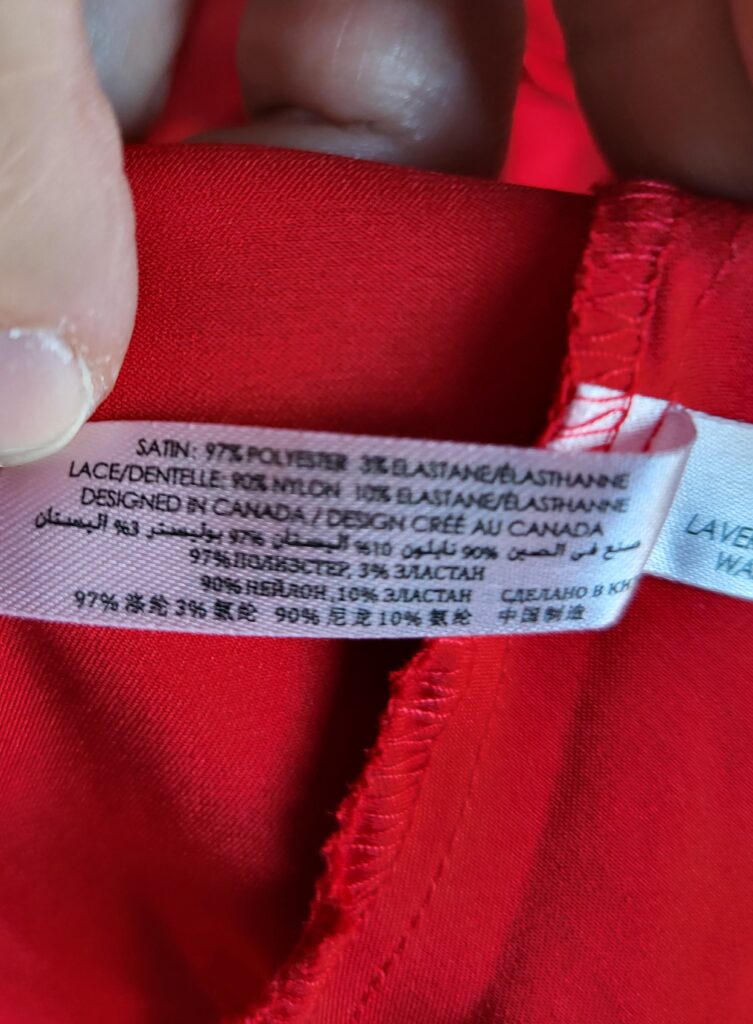 SATIN: 97% POLYESTER 3% ELASTANE/ÉLASTHANNE
LACE/DENTELLE: 90% NYLON 10% ELASTANE/ÉLASTHANNE
DESIGNED IN CANADA / DESIGN CRÉÉ AU CANADA
صنع في الصين 90% نايلون 10% اليستان 97% بوليستر 3% اليستان
97% ПОЛИЭСТЕР, 3% ЭЛАСТАН
90% НЕЙЛОН, 10% ЭЛАСТАН СДЕЛАНО В
97% 涤纶 3% 氨纶 90% 尼龙 10% 氨纶 中国制造